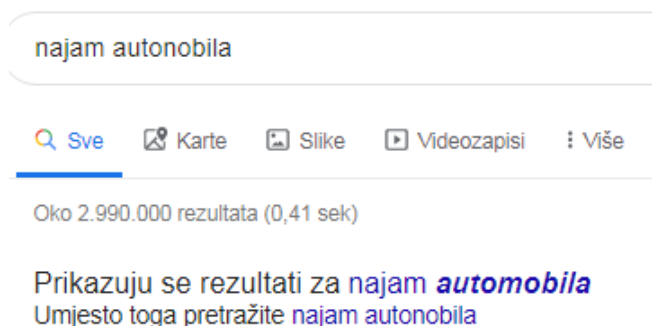 najam autonobila
Sve Karte Slike Videozapisi Više
Oko 2.990.000 rezultata (0,41 sek)
Prikazuju se rezultati za najam automobila
Umjesto toga pretražite najam autonobila